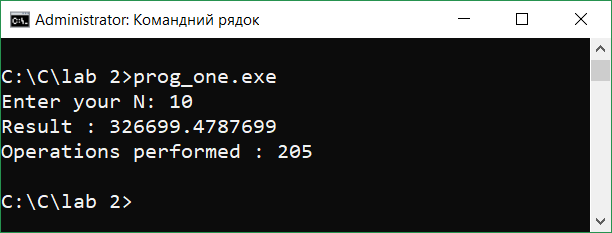 Administrator: Командний рядок
C:\C\lab 2>prog_one.exe
Enter your N: 10
Result : 326699.4787699
Operations performed : 205
C:\C\lab 2>